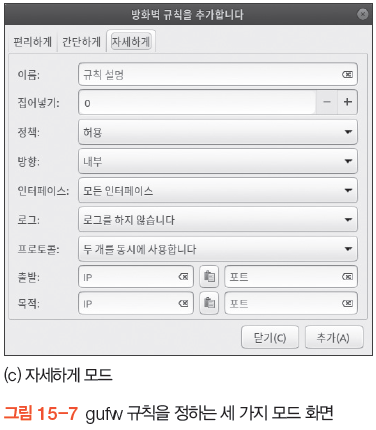 방화벽 규칙을 추가합니다
편리하게 간단하게 자세하게
이름: 규칙 설명
집어넣기: 0 − +
정책: 허용
방향: 내부
인터페이스: 모든 인터페이스
로그: 로그를 하지 않습니다
프로토콜: 두 개를 동시에 사용합니다
출발: IP 포트
목적: IP 포트
닫기(C) 추가(A)
(c) 자세하게 모드
그림 15-7 gufw 규칙을 정하는 세 가지 모드 화면